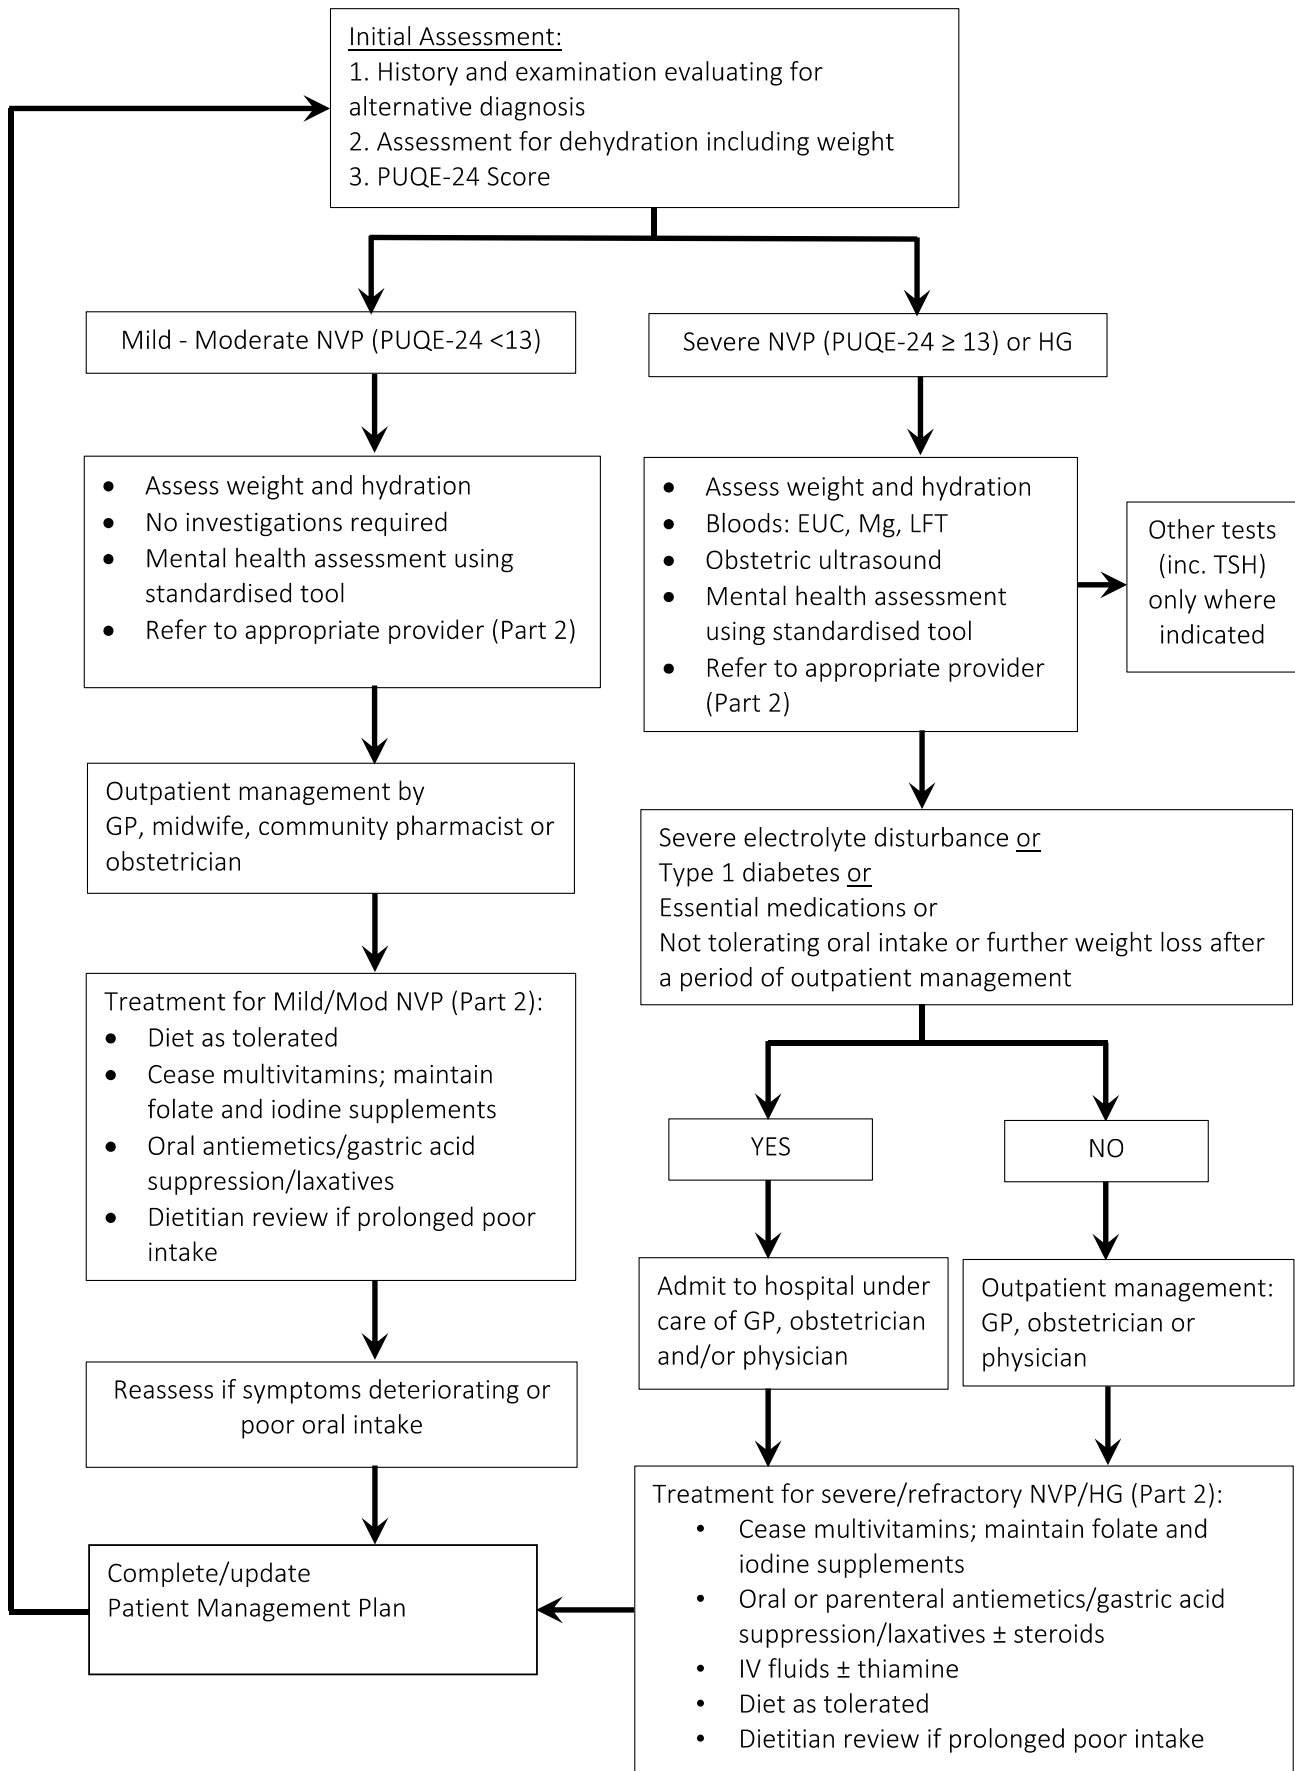 Initial Assessment:
1. History and examination evaluating for
alternative diagnosis
2. Assessment for dehydration including weight
3. PUQE-24 Score
Mild - Moderate NVP (PUQE-24 <13)
Severe NVP (PUQE-24 ≥ 13) or HG
• Assess weight and hydration
• No investigations required
• Mental health assessment using
standardised tool
• Refer to appropriate provider (Part 2)
• Assess weight and hydration
• Bloods: EUC, Mg, LFT
• Obstetric ultrasound
• Mental health assessment
using standardised tool
• Refer to appropriate provider
(Part 2)
Other tests
(inc. TSH)
only where
indicated
Outpatient management by
GP, midwife, community pharmacist or
obstetrician
Severe electrolyte disturbance or
Type 1 diabetes or
Essential medications or
Not tolerating oral intake or further weight loss after
a period of outpatient management
Treatment for Mild/Mod NVP (Part 2):
• Diet as tolerated
• Cease multivitamins; maintain
folate and iodine supplements
• Oral antiemetics/gastric acid
suppression/laxatives
• Dietitian review if prolonged poor
intake
YES
NO
Admit to hospital under
care of GP, obstetrician
and/or physician
Outpatient management:
GP, obstetrician or
physician
Reassess if symptoms deteriorating or
poor oral intake
Treatment for severe/refractory NVP/HG (Part 2):
• Cease multivitamins; maintain folate and
iodine supplements
• Oral or parenteral antiemetics/gastric acid
suppression/laxatives ± steroids
• IV fluids ± thiamine
• Diet as tolerated
• Dietitian review if prolonged poor intake
Complete/update
Patient Management Plan